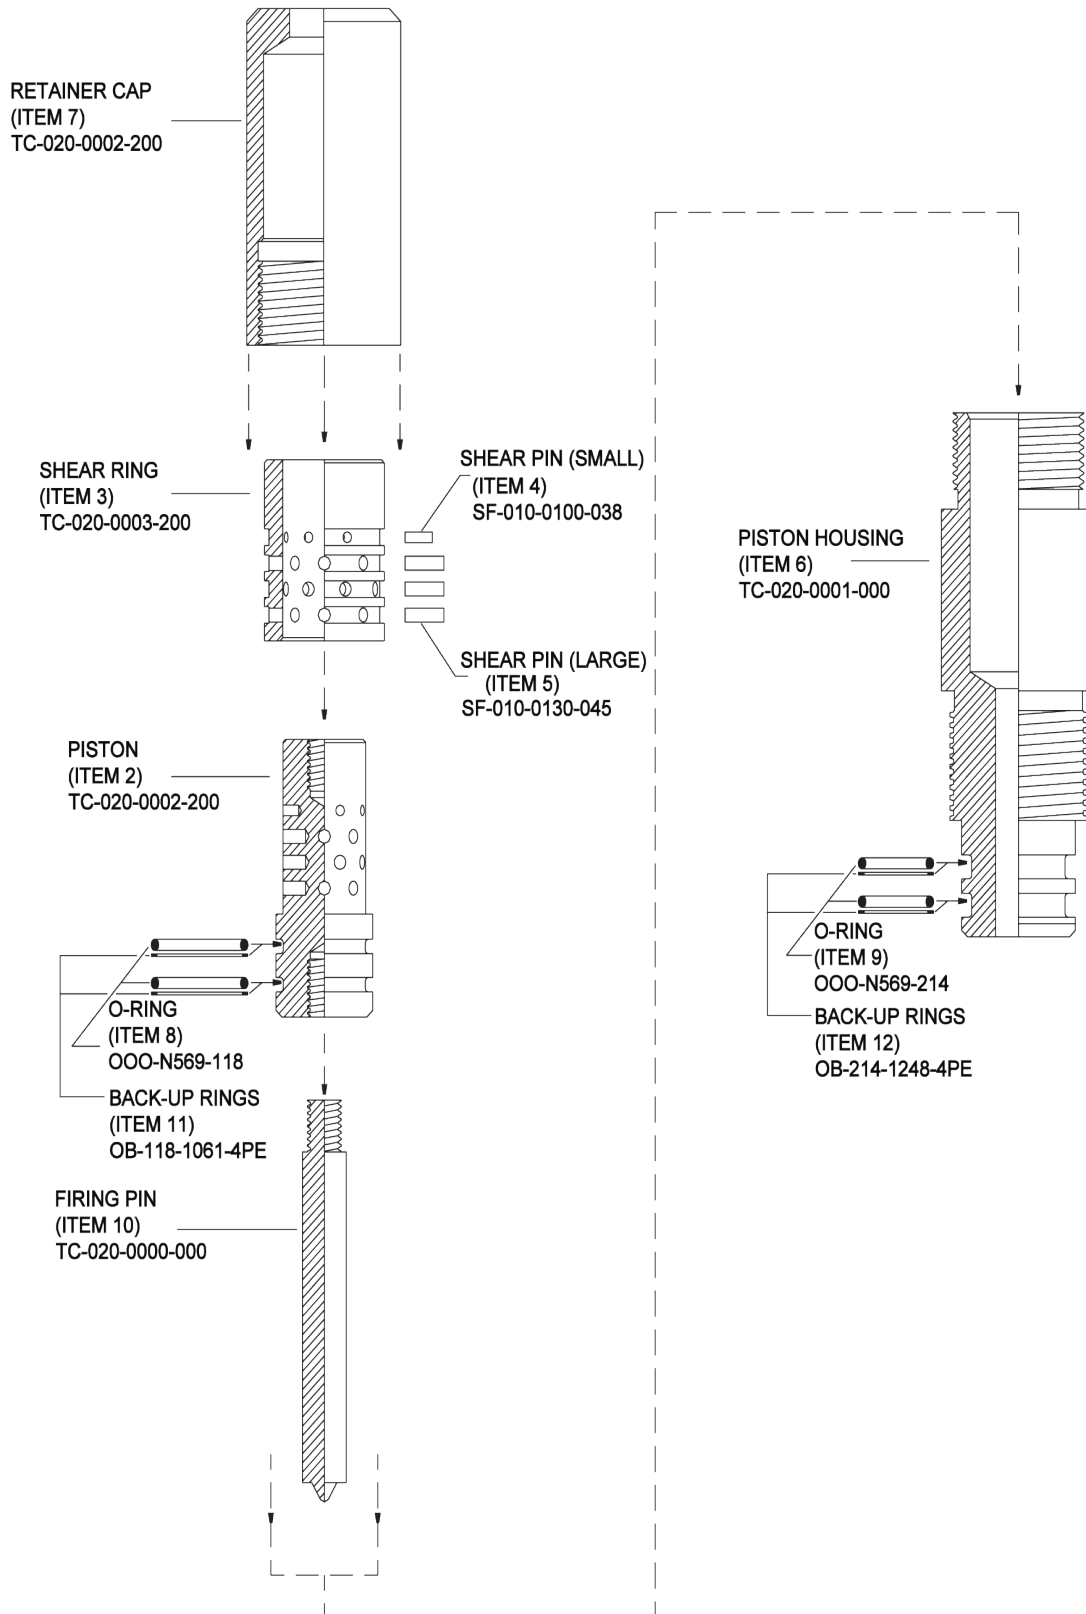 RETAINER CAP
(ITEM 7)
TC-020-0002-200
SHEAR RING
(ITEM 3)
TC-020-0003-200
SHEAR PIN (SMALL)
(ITEM 4)
SF-010-0100-038
SHEAR PIN (LARGE)
(ITEM 5)
SF-010-0130-045
PISTON
(ITEM 2)
TC-020-0002-200
O-RING
(ITEM 8)
OOO-N569-118
BACK-UP RINGS
(ITEM 11)
OB-118-1061-4PE
FIRING PIN
(ITEM 10)
TC-020-0000-000
PISTON HOUSING
(ITEM 6)
TC-020-0001-000
O-RING
(ITEM 9)
OOO-N569-214
BACK-UP RINGS
(ITEM 12)
OB-214-1248-4PE